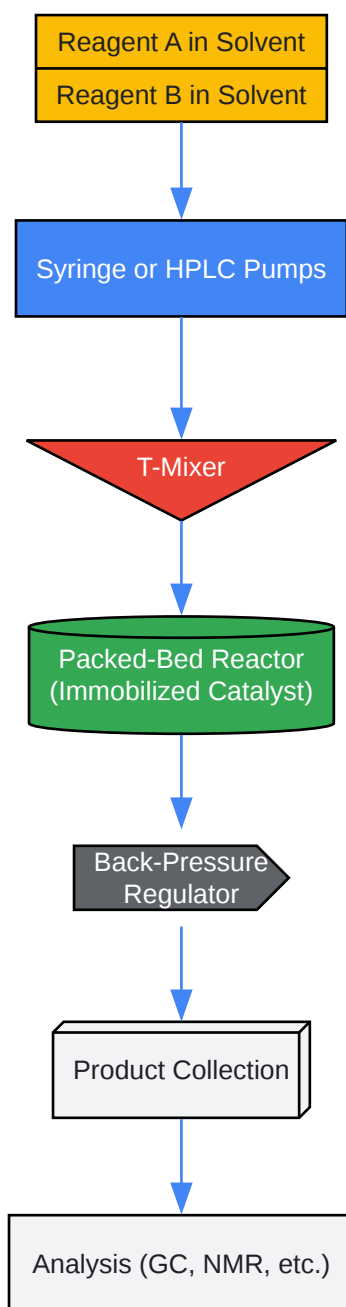 Reagent A in Solvent
Reagent B in Solvent
Syringe or HPLC Pumps
T-Mixer
Packed-Bed Reactor
(Immobilized Catalyst)
Back-Pressure
Regulator
Product Collection
Analysis (GC, NMR, etc.)